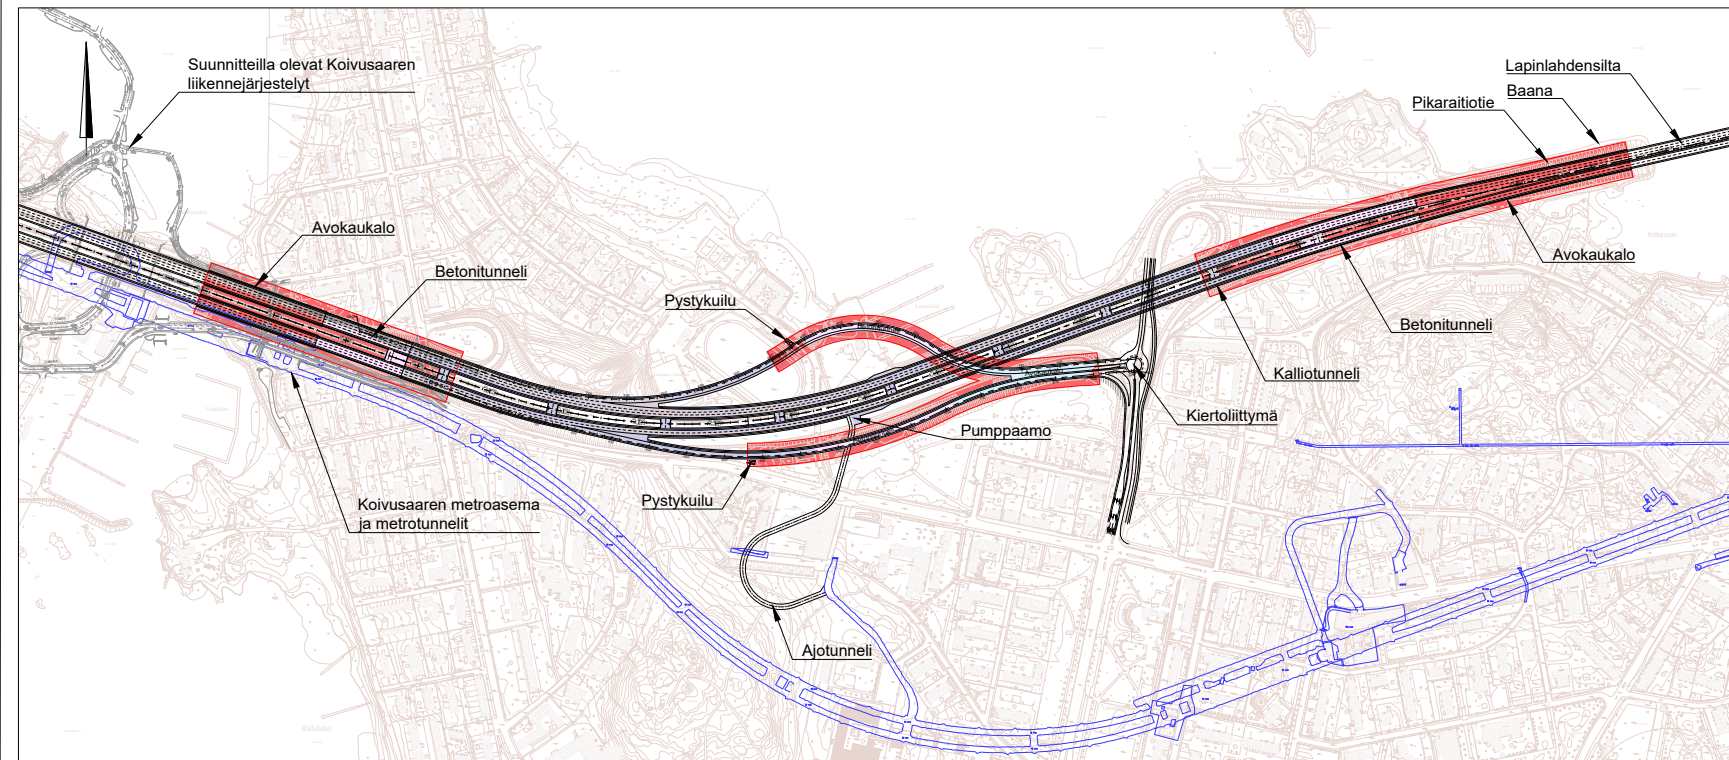 Suunnitteilla olevat Koivusaaren
liikennejärjestelyt
Lapinlahdensilta
Baana
Pikaraitiotie
Avokaukalo
Betonitunneli
Pystykuilu
Avokaukalo
Betonitunneli
Kalliotunneli
Kiertoliittymä
Pumppaamo
Pystykuilu
Koivusaaren metroasema
ja metrotunnelit
Ajotunneli